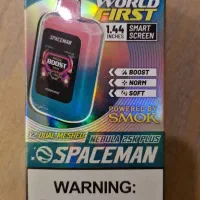 WORLD
FIRST
1.44
INCHES
SMART
SCREEN
SPACEMAN
BOOST
BOOST
NORM
SOFT
POWERED BY
SMOK
DUAL MESHED
NEBULA 25K PLUS
SPACEMAN
WARNING: